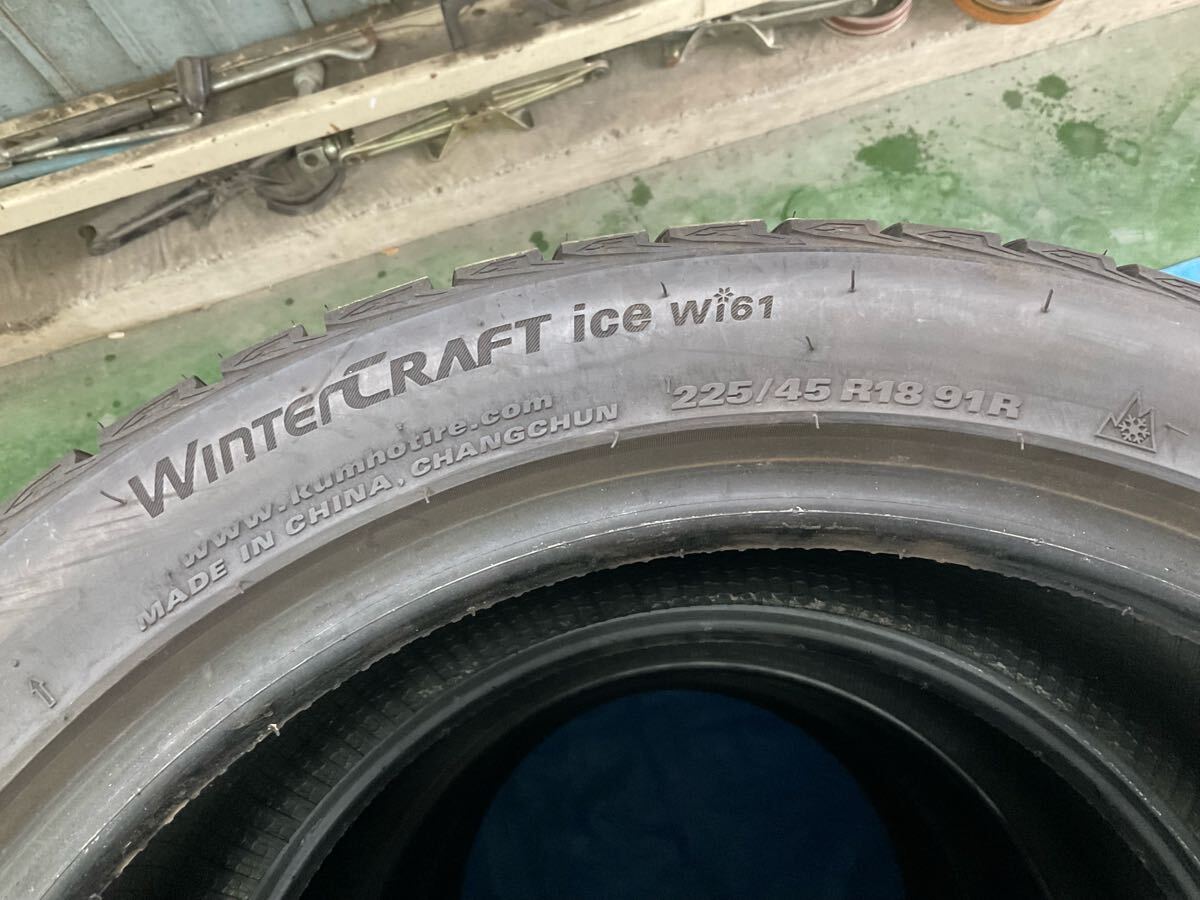 WINTERCRAFT ice wi61
www.kumhotire.com
MADE IN CHINA, CHANGCHUN
225/45 R18 91R